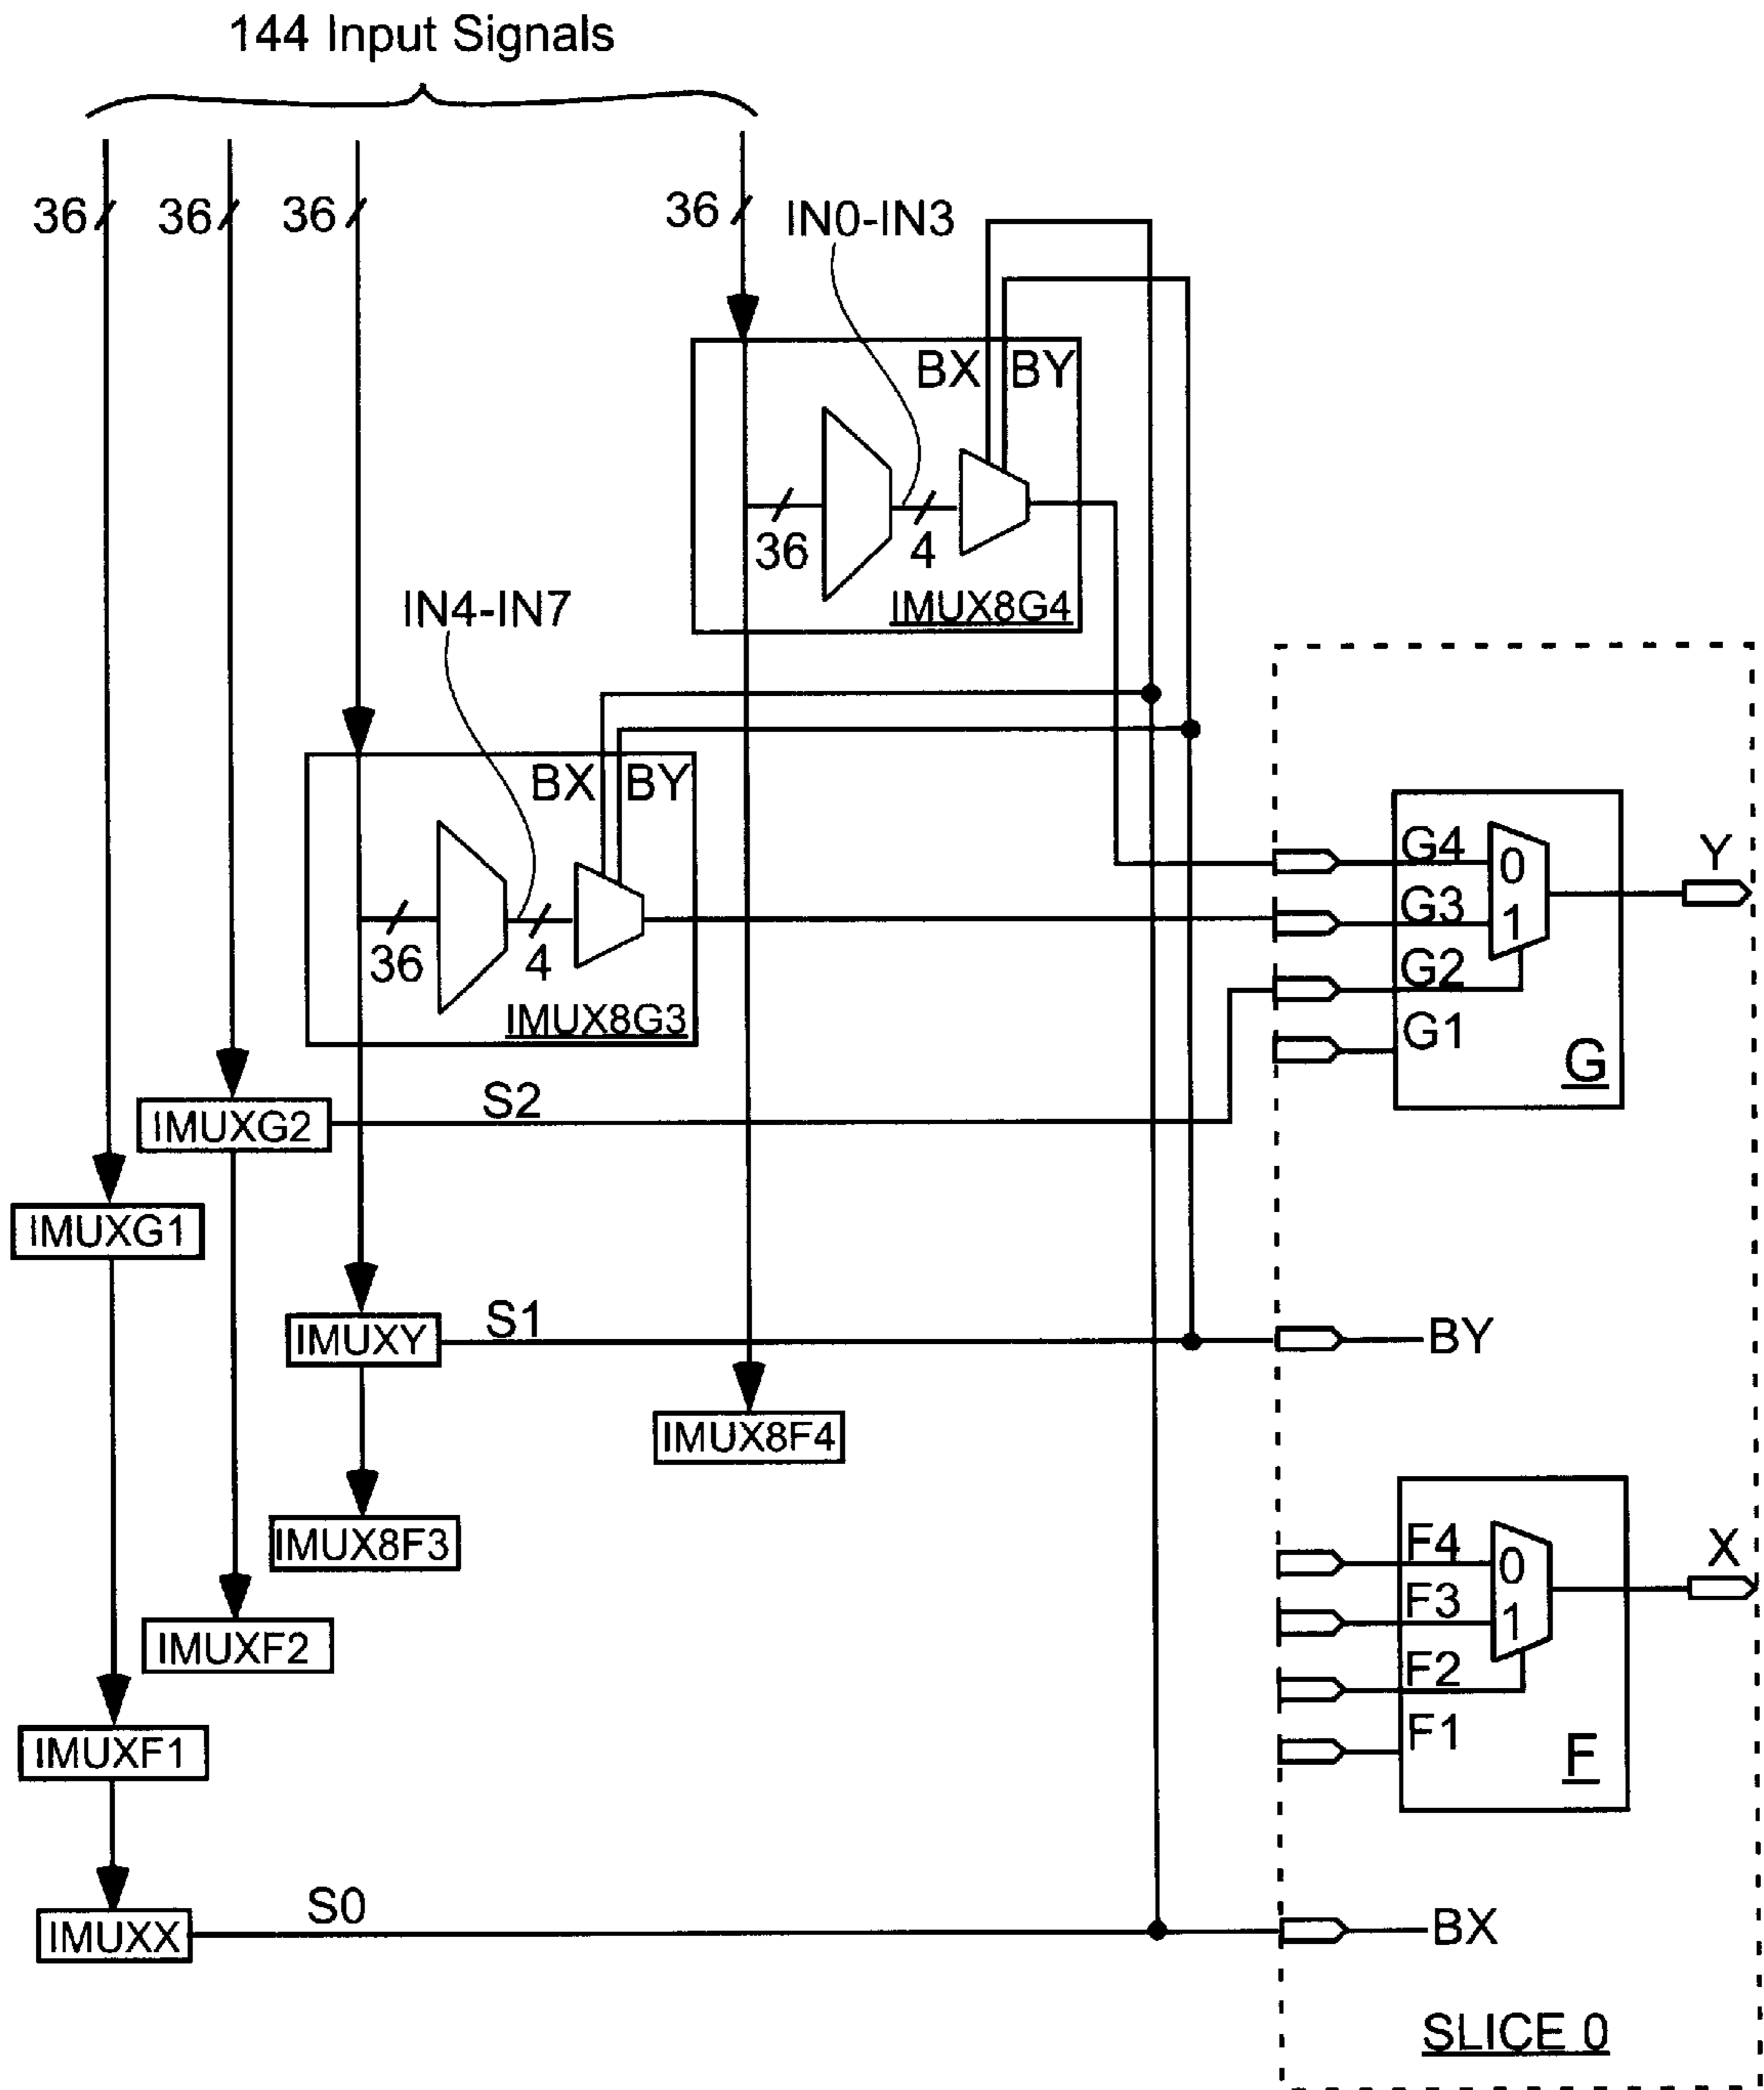 144 Input Signals
36
36
36
36
IN0-IN3
BX
BY
36
4
IMUX8G4
IN4-IN7
BX
BY
36
4
IMUX8G3
G4
0
G3
1
G2
G1
G
Y
S2
IMUXG2
IMUXG1
IMUXY
S1
BY
IMUX8F4
IMUX8F3
F4
0
F3
1
F2
F1
F
X
IMUXF2
IMUXF1
IMUXX
S0
BX
SLICE 0